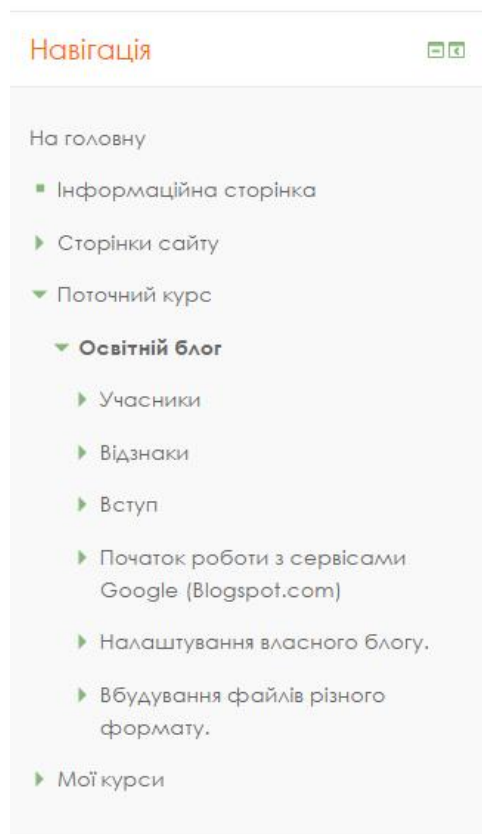 Навігація
На головну
Інформаційна сторінка
Сторінки сайту
Поточний курс
Освітній блог
Учасники
Відзнаки
Вступ
Початок роботи з сервісами
Google (Blogspot.com)
Налаштування власного блогу.
Вбудування файлів різного
формату.
Мої курси